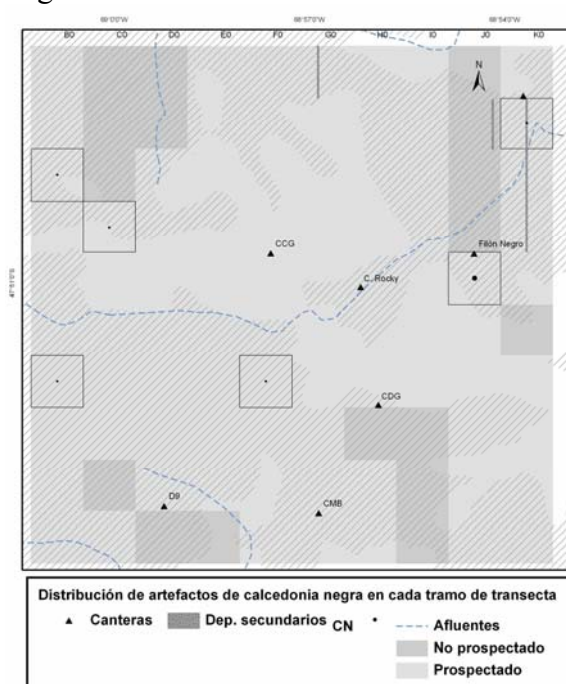 68°0'0"W 68°57'0"W 68°54'0"W
B0 C0 D0 E0 F0 G0 H0 I0 J0 K0
N
CCG
Filón Negro
C. Rocky
47°51'0"S
CDG
D9
CMB
Distribución de artefactos de calcedonia negra en cada tramo de transecta
Canteras Dep. secundarios CN Afluentes
No prospectado
Prospectado